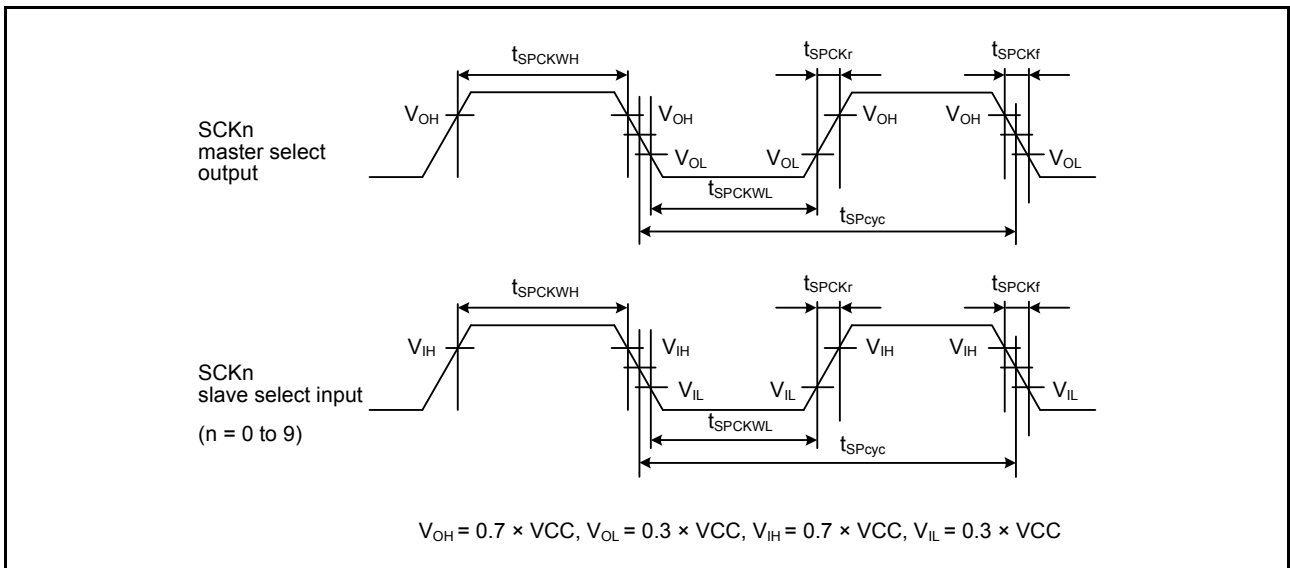 tSPCKWH
tSPCKr
tSPCKf
VOH
VOH
VOH
VOH
SCKn
master select
output
VOL
VOL
VOL
tSPCKWL
tSPcyc
tSPCKWH
tSPCKr
tSPCKf
VIH
VIH
VIH
VIH
SCKn
slave select input
(n = 0 to 9)
VIL
VIL
VIL
tSPCKWL
tSPcyc
VOH = 0.7 × VCC, VOL = 0.3 × VCC, VIH = 0.7 × VCC, VIL = 0.3 × VCC